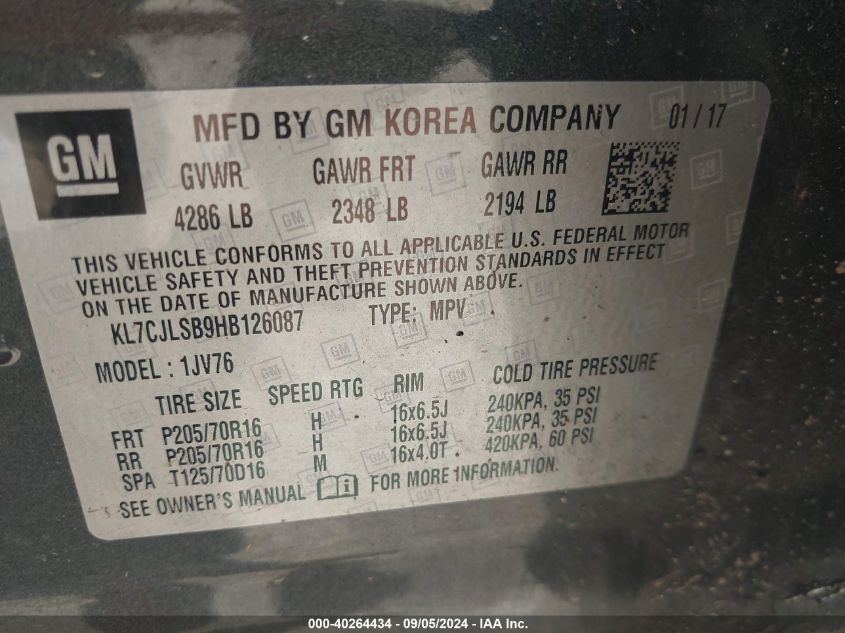 GM
MFD BY GM KOREA COMPANY 01/17
GVWR GAWR FRT GAWR RR
4286 LB 2348 LB 2194 LB
THIS VEHICLE CONFORMS TO ALL APPLICABLE U.S. FEDERAL MOTOR
VEHICLE SAFETY AND THEFT PREVENTION STANDARDS IN EFFECT
ON THE DATE OF MANUFACTURE SHOWN ABOVE.
KL7CJLSB9HB126087 TYPE: MPV
MODEL : 1JV76
TIRE SIZE SPEED RTG RIM COLD TIRE PRESSURE
FRT P205/70R16 H 16x6.5J 240KPA, 35 PSI
RR P205/70R16 H 16x6.5J 240KPA, 35 PSI
SPA T125/70D16 M 16x4.0T 420KPA, 60 PSI
SEE OWNER'S MANUAL i FOR MORE INFORMATION.
000-40264434 - 09/05/2024 - IAA Inc.